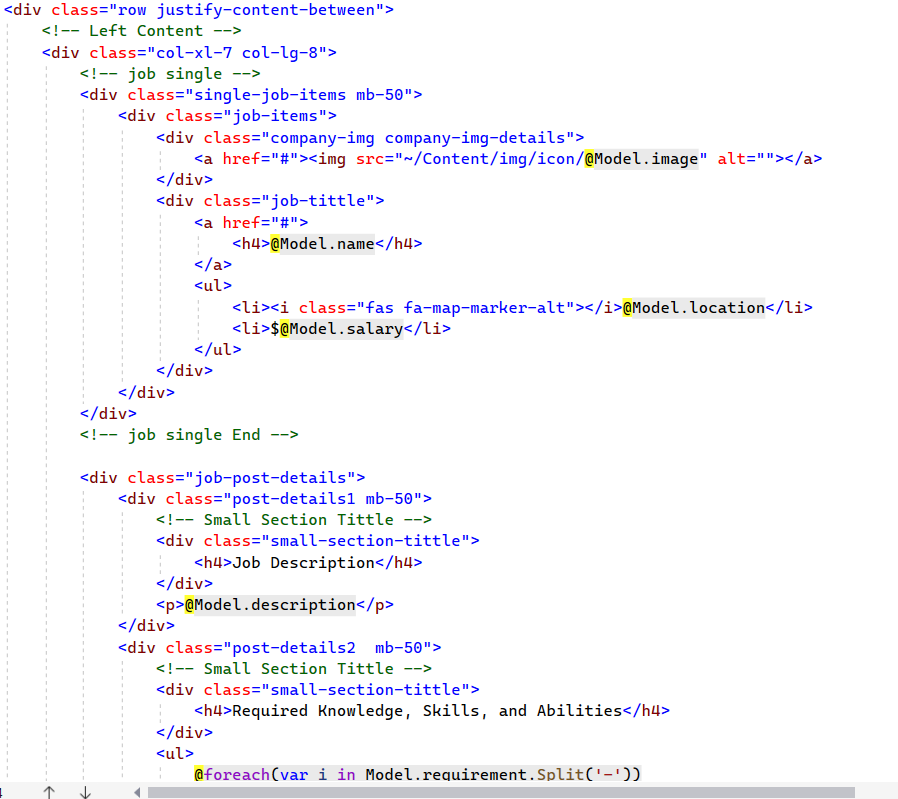 <div class="row justify-content-between">
<!-- Left Content -->
<div class="col-xl-7 col-lg-8">
<!-- job single -->
<div class="single-job-items mb-50">
<div class="job-items">
<div class="company-img company-img-details">
<a href="#"><img src="~/Content/img/icon/@Model.image" alt=""></a>
</div>
<div class="job-tittle">
<a href="#">
<h4>@Model.name</h4>
</a>
<ul>
<li><i class="fas fa-map-marker-alt"></i>@Model.location</li>
<li>$@Model.salary</li>
</ul>
</div>
</div>
</div>
<!-- job single End -->
<div class="job-post-details">
<div class="post-details1 mb-50">
<!-- Small Section Tittle -->
<div class="small-section-tittle">
<h4>Job Description</h4>
</div>
<p>@Model.description</p>
</div>
<div class="post-details2  mb-50">
<!-- Small Section Tittle -->
<div class="small-section-tittle">
<h4>Required Knowledge, Skills, and Abilities</h4>
</div>
<ul>
@foreach(var i in Model.requirement.Split('-'))